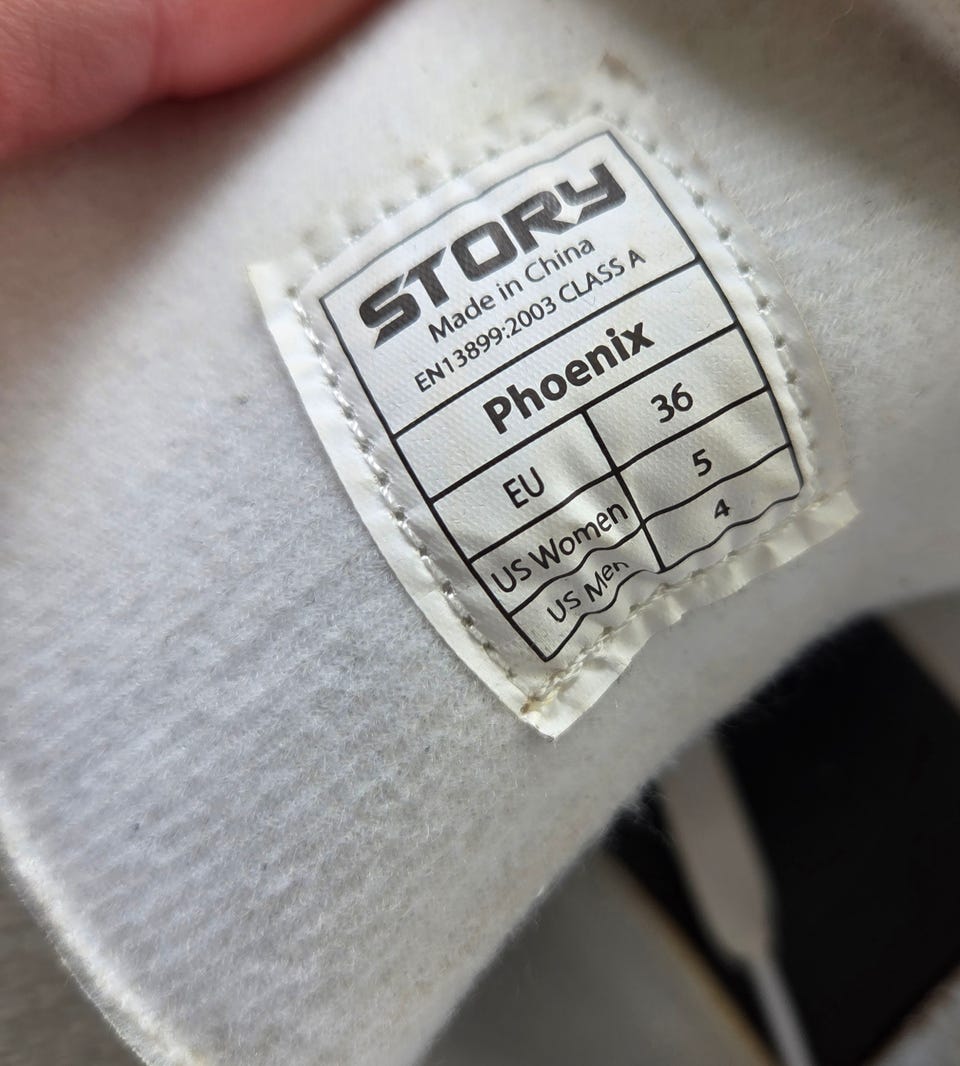 STORY
Made in China
EN13899:2003 CLASS A
Phoenix
EU 36
US Women 5
US Men 4